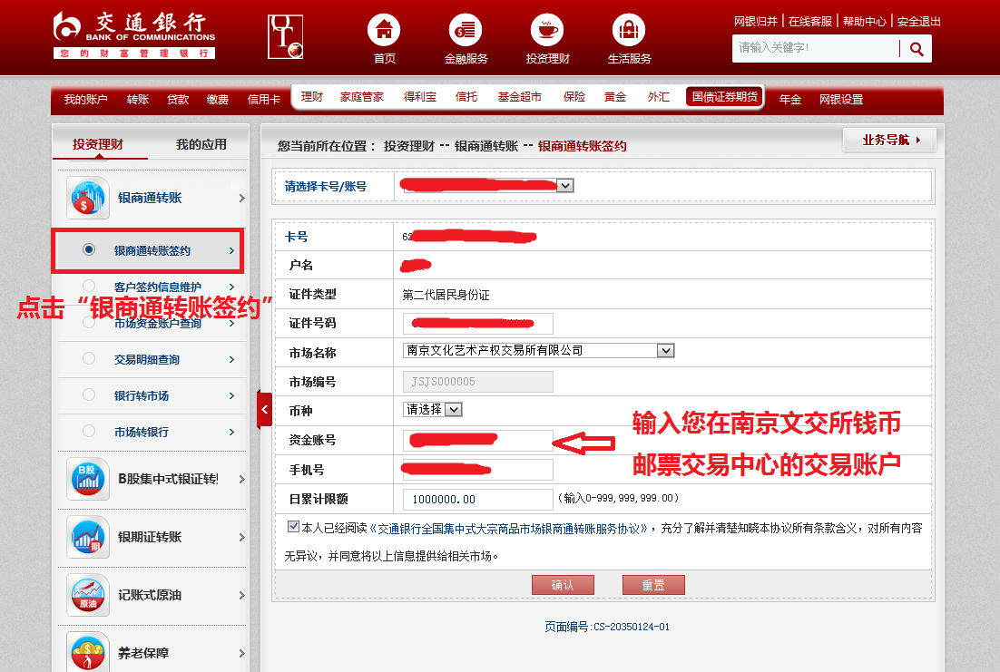 交通銀行
BANK OF COMMUNICATIONS
您的财富管理银行
首页
金融服务
投资理财
生活服务
网银归并 | 在线客服 | 帮助中心 | 安全退出
请输入关键字!
我的账户 转账 贷款 缴费 信用卡 理财 家庭管家 得利宝 信托 基金超市 保险 黄金 外汇 国债证券期货 年金 网银设置
投资理财 我的应用
银商通转账
银商通转账签约
客户签约信息维护
点击“银商通转账签约”
市场资金账户查询
交易明细查询
银行转市场
市场转银行
B股
B股集中式银证转!
银期证转账
原油
记账式原油
养老保障
您当前所在位置： 投资理财 -- 银商通转账 -- 银商通转账签约
业务导航
请选择卡号/账号
卡号 62
户名
证件类型 第二代居民身份证
证件号码
市场名称 南京文化艺术产权交易所有限公司
市场编号 JSJS000005
币种 请选择
资金账号
输入您在南京文交所钱币
邮票交易中心的交易账户
手机号
日累计限额 1000000.00 (输入0-999,999,999.00)
本人已经阅读《交通银行全国集中式大宗商品市场银商通转账服务协议》，充分了解并清楚知晓本协议所有条款含义，对所有内容
无异议，并同意将以上信息提供给相关市场。
确认 重置
页面编号:CS-20350124-01